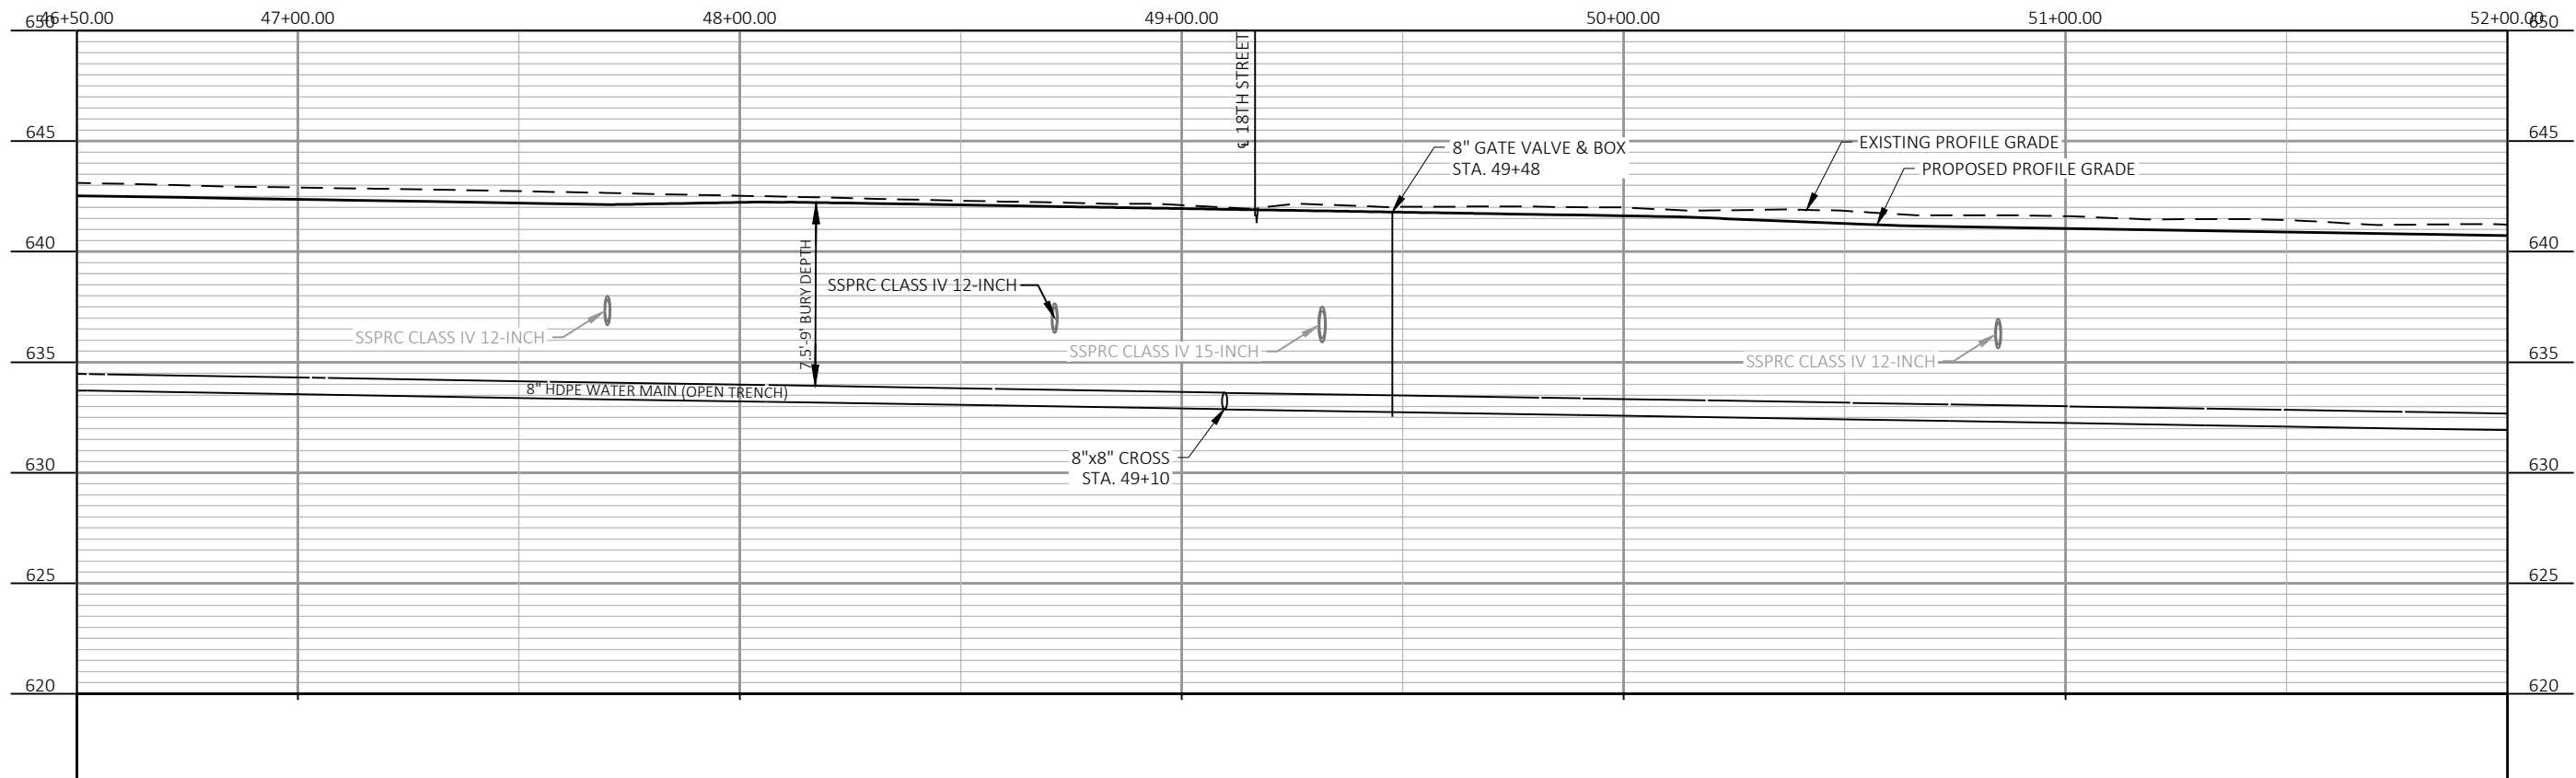 46+50.00 47+00.00 48+00.00 49+00.00 50+00.00 51+00.00 52+00.00
650 650
℄ 18TH STREET
645 645
8" GATE VALVE & BOX
STA. 49+48
EXISTING PROFILE GRADE
PROPOSED PROFILE GRADE
640 640
7.5'-9' BURY DEPTH
SSPRC CLASS IV 12-INCH
SSPRC CLASS IV 12-INCH
SSPRC CLASS IV 15-INCH
SSPRC CLASS IV 12-INCH
635 635
8" HDPE WATER MAIN (OPEN TRENCH)
8"x8" CROSS
STA. 49+10
630 630
625 625
620 620